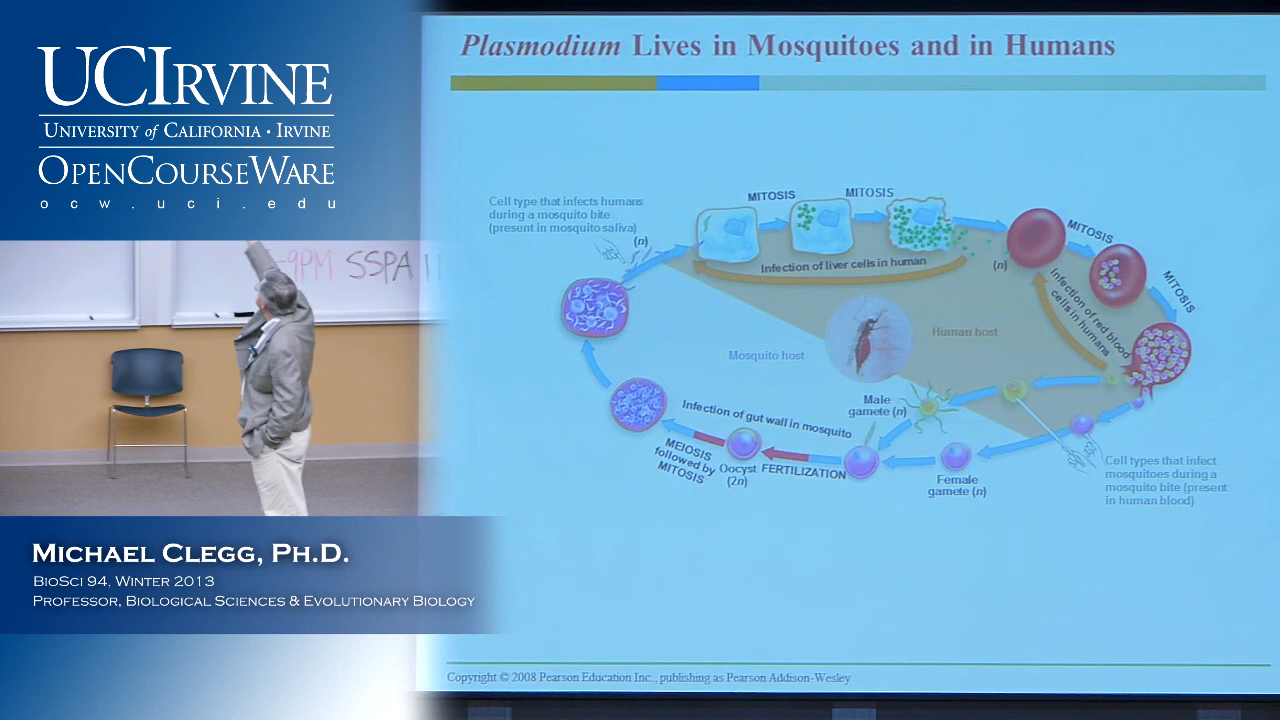 UCIRVINE
UNIVERSITY of CALIFORNIA · IRVINE
OPENCOURSEWARE
ocw.uci.edu
-9PM SSPA 11
MICHAEL CLEGG, PH.D.
BIOSCI 94, WINTER 2013
PROFESSOR, BIOLOGICAL SCIENCES & EVOLUTIONARY BIOLOGY
Plasmodium Lives in Mosquitoes and in Humans
Cell type that infects humans
during a mosquito bite
(present in mosquito saliva)
(n)
MITOSIS
MITOSIS
Infection of liver cells in human
(n)
MITOSIS
MITOSIS
Infection of red blood
cells in humans
Human host
Mosquito host
Male
gamete (n)
Infection of gut wall in mosquito
MEIOSIS
followed by
MITOSIS
Oocyst
(2n)
FERTILIZATION
Female
gamete (n)
Cell types that infect
mosquitoes during a
mosquito bite (present
in human blood)
Copyright © 2008 Pearson Education Inc., publishing as Pearson Addison-Wesley